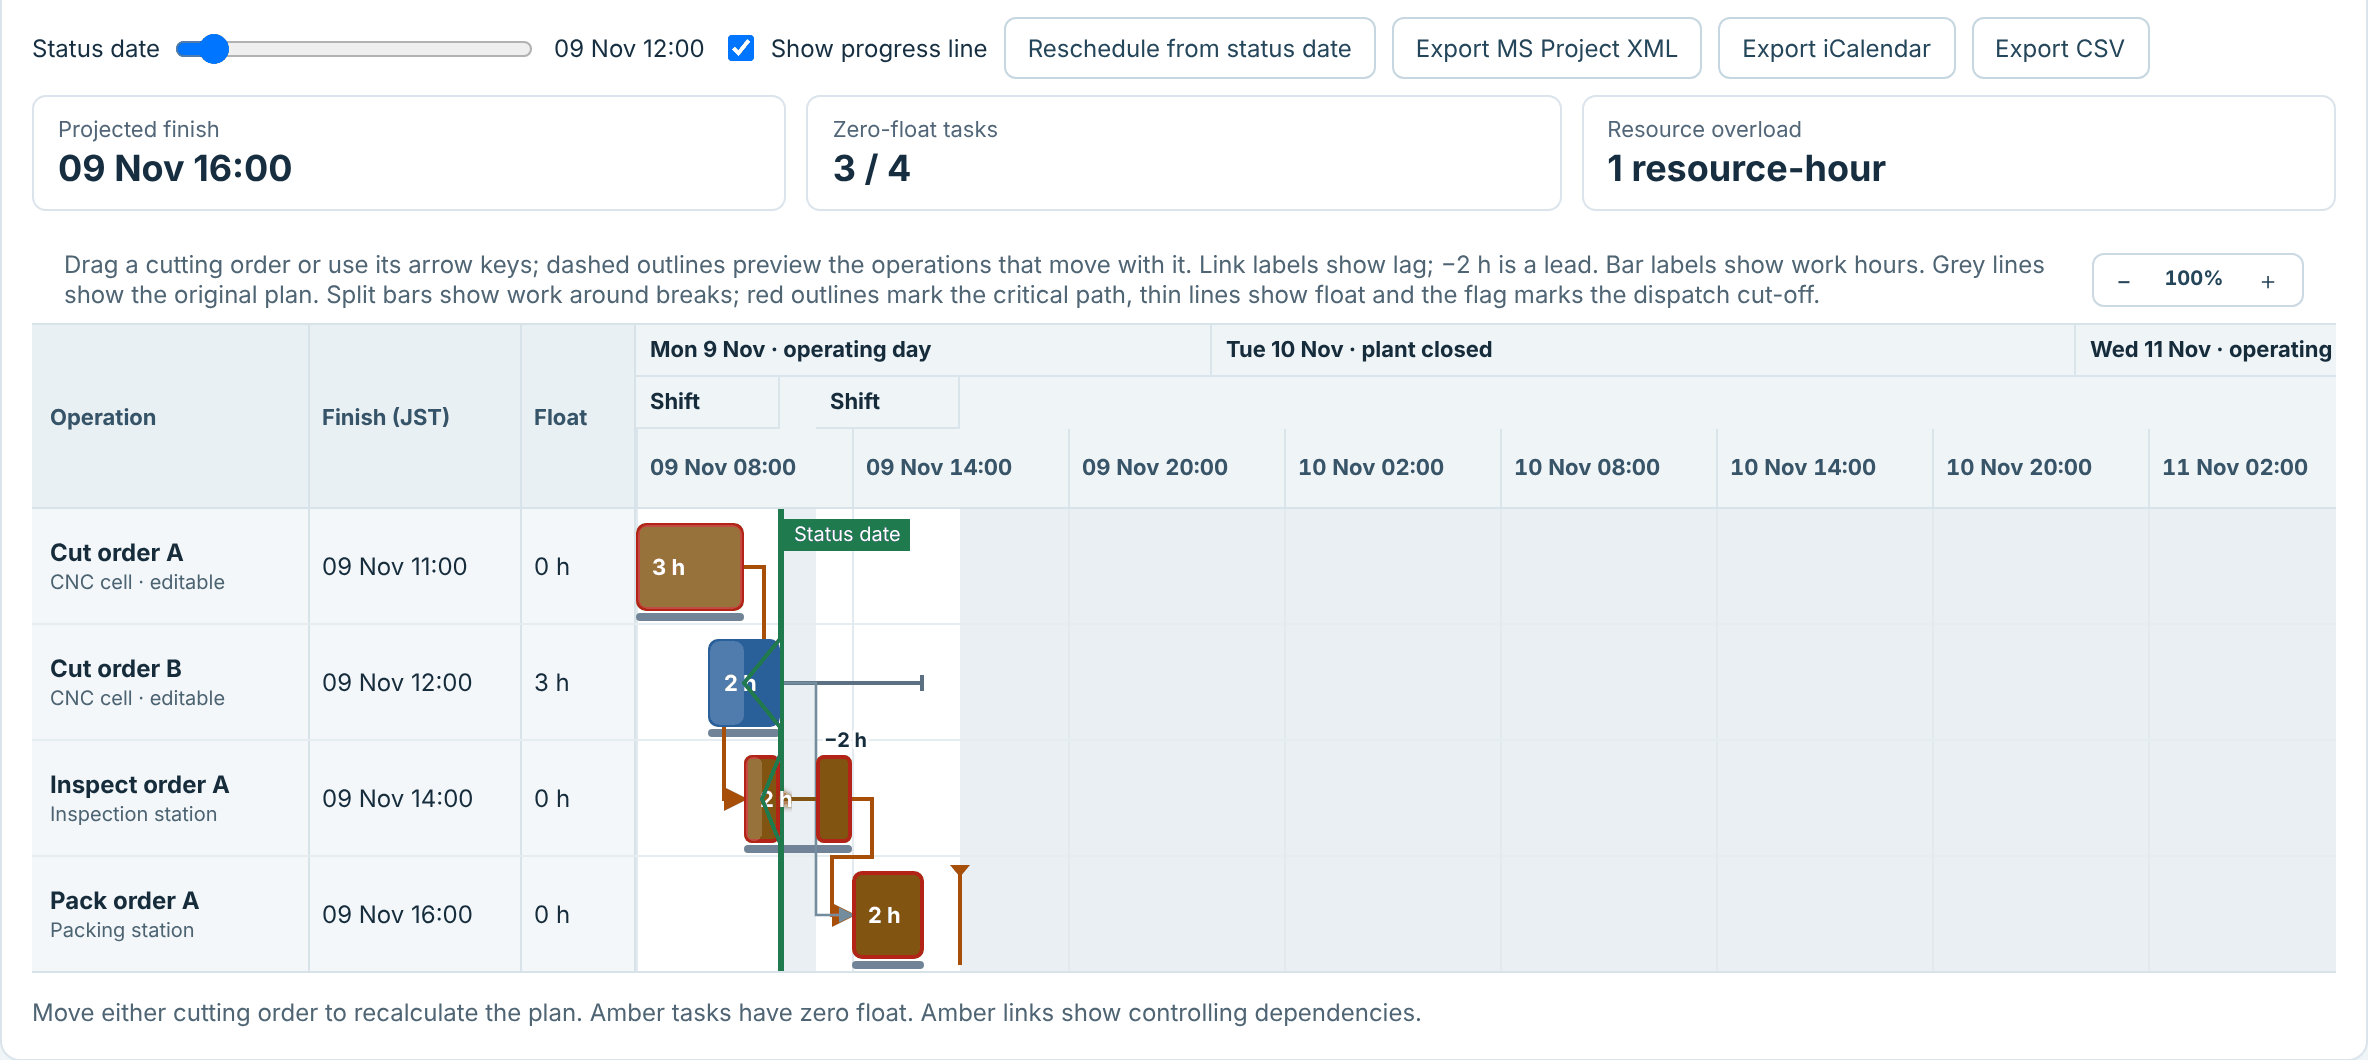 Status date 09 Nov 12:00 Show progress line Reschedule from status date Export MS Project XML Export iCalendar Export CSV
Projected finish
09 Nov 16:00
Zero-float tasks
3 / 4
Resource overload
1 resource-hour
Drag a cutting order or use its arrow keys; dashed outlines preview the operations that move with it. Link labels show lag; −2 h is a lead. Bar labels show work hours. Grey lines
show the original plan. Split bars show work around breaks; red outlines mark the critical path, thin lines show float and the flag marks the dispatch cut-off.
− 100% +
Operation Finish (JST) Float
Mon 9 Nov · operating day Tue 10 Nov · plant closed Wed 11 Nov · operating
Shift Shift
09 Nov 08:00 09 Nov 14:00 09 Nov 20:00 10 Nov 02:00 10 Nov 08:00 10 Nov 14:00 10 Nov 20:00 11 Nov 02:00
Status date
Cut order A
CNC cell · editable
09 Nov 11:00 0 h 3 h
Cut order B
CNC cell · editable
09 Nov 12:00 3 h 2 h
−2 h
Inspect order A
Inspection station
09 Nov 14:00 0 h 2 h
Pack order A
Packing station
09 Nov 16:00 0 h 2 h
Move either cutting order to recalculate the plan. Amber tasks have zero float. Amber links show controlling dependencies.